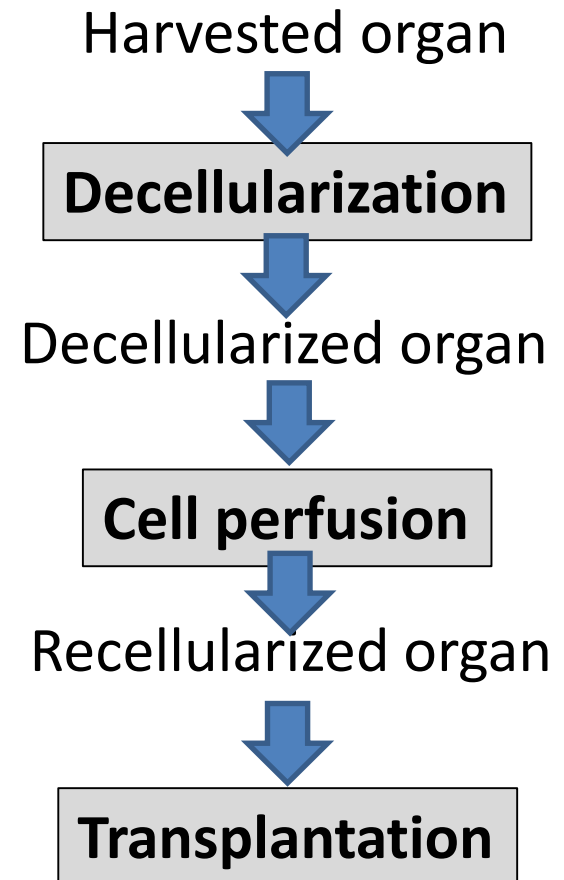 Harvested organ
Decellularization
Decellularized organ
Cell perfusion
Recellularized organ
Transplantation